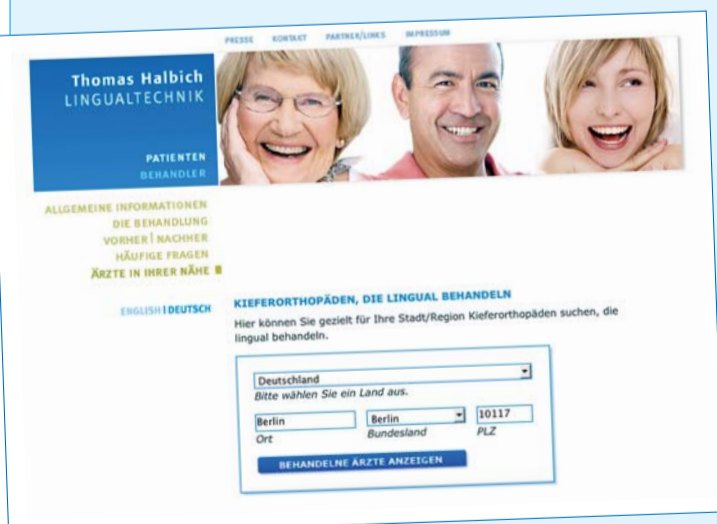 PRESSE KONTAKT PARTNER/LINKS IMPRESSUM
Thomas Halbich
LINGUALTECHNIK
PATIENTEN
BEHANDLER
ALLGEMEINE INFORMATIONEN
DIE BEHANDLUNG
VORHER | NACHHER
HÄUFIGE FRAGEN
ÄRZTE IN IHRER NÄHE
ENGLISH | DEUTSCH
KIEFERORTHOPÄDEN, DIE LINGUAL BEHANDELN
Hier können Sie gezielt für Ihre Stadt/Region Kieferorthopäden suchen, die
lingual behandeln.
Deutschland
Bitte wählen Sie ein Land aus.
Berlin Berlin 10117
Ort Bundesland PLZ
BEHANDELNE ÄRZTE ANZEIGEN